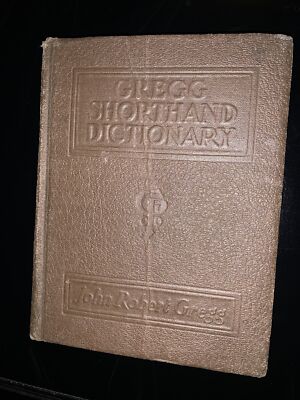 GREGG
SHORTHAND
DICTIONARY
John Robert Gregg